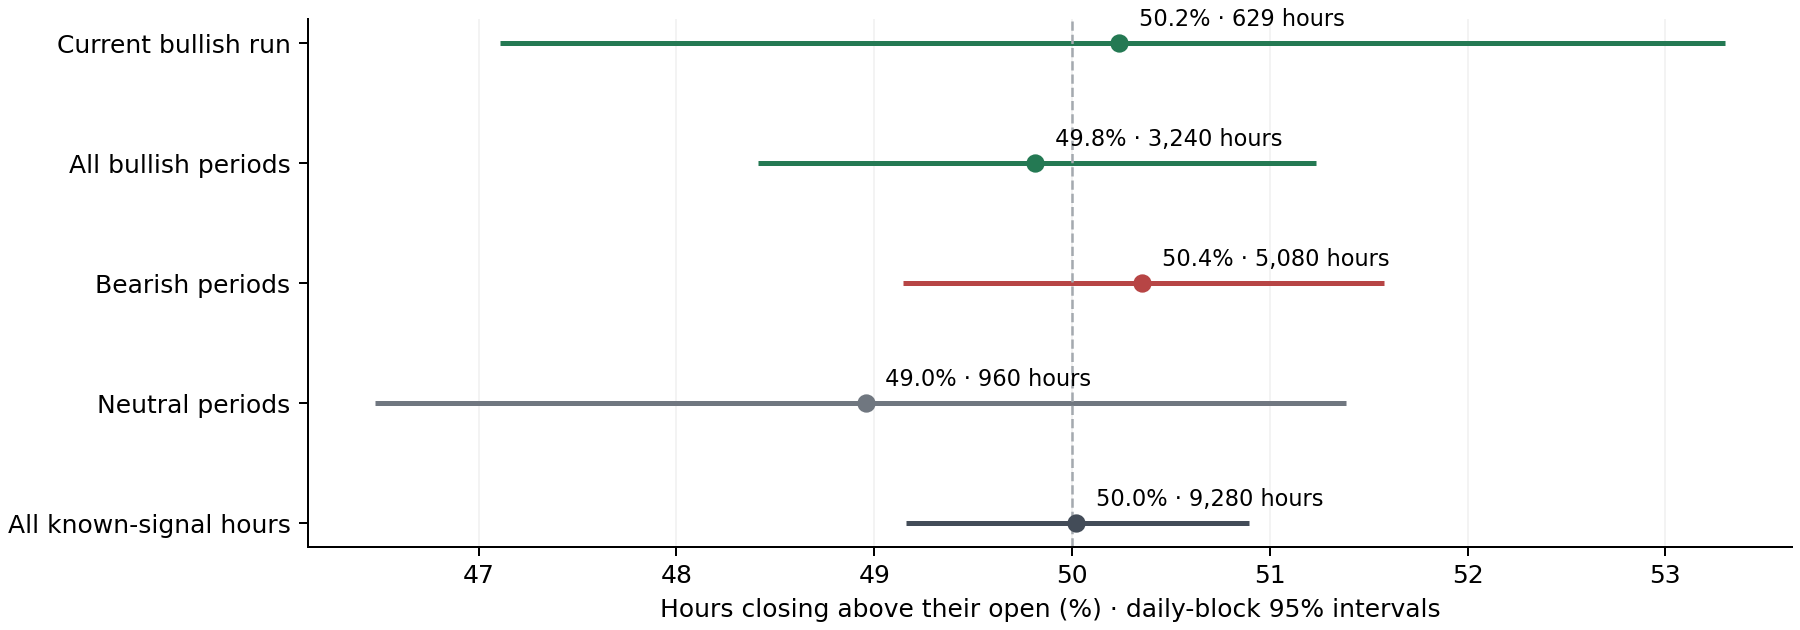 50.2% · 629 hours
Current bullish run
49.8% · 3,240 hours
All bullish periods
50.4% · 5,080 hours
Bearish periods
49.0% · 960 hours
Neutral periods
50.0% · 9,280 hours
All known-signal hours
47 48 49 50 51 52 53
Hours closing above their open (%) · daily-block 95% intervals